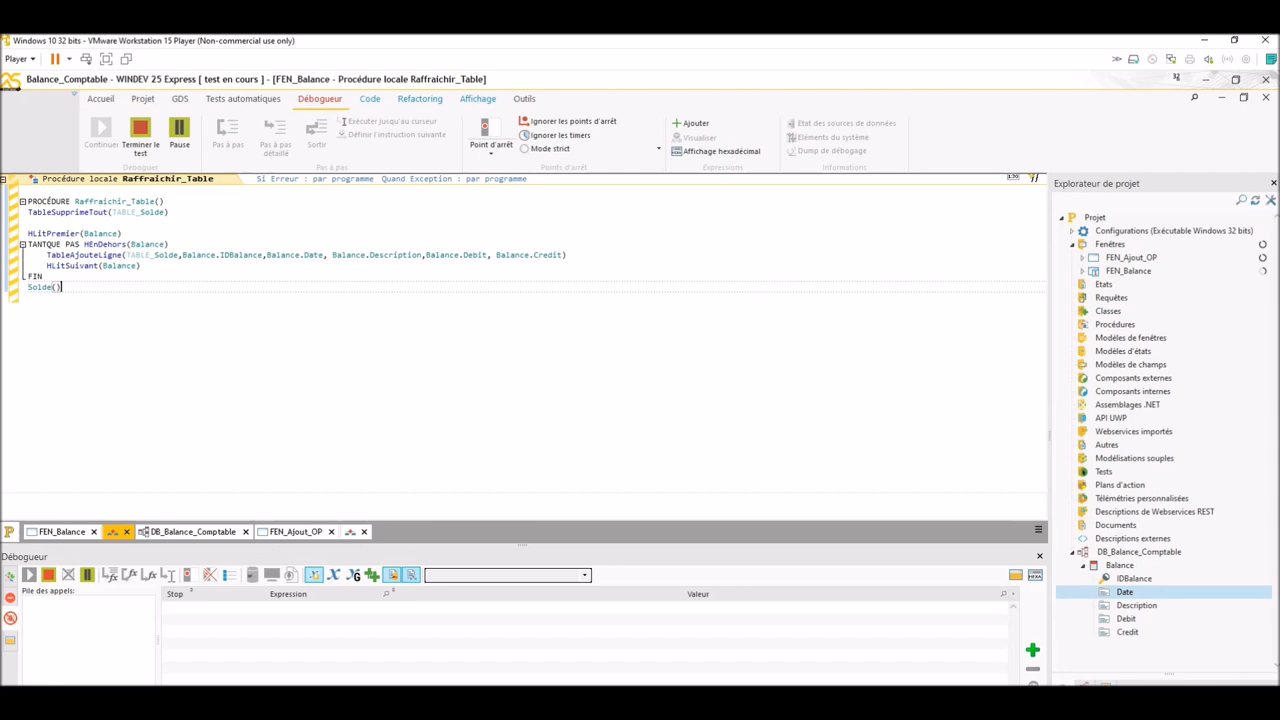 Windows 10 32 bits - VMware Workstation 15 Player (Non-commercial use only)
Player
Balance_Comptable - WINDEV 25 Express [ test en cours ] - [FEN_Balance - Procédure locale Raffraichir_Table]
32
Accueil Projet GDS Tests automatiques Débogueur Code Refactoring Affichage Outils
Continuer
Terminer le test
Pause
Débogueur
Pas à pas
Pas à pas détaillé
Sortir
Exécuter jusqu'au curseur
Définir l'instruction suivante
Pas à pas
Point d'arrêt
Ignorer les points d'arrêt
Ignorer les timers
Mode strict
Points d'arrêt
Ajouter
Visualiser
Affichage hexadécimal
Expressions
Etat des sources de données
Eléments du système
Dump de débogage
Informations
Procédure locale Raffraichir_Table Si Erreur : par programme Quand Exception : par programme
PROCÉDURE Raffraichir_Table()
TableSupprimeTout(TABLE_Solde)
HLitPremier(Balance)
TANTQUE PAS HEnDehors(Balance)
TableAjouteLigne(TABLE_Solde,Balance.IDBalance,Balance.Date, Balance.Description,Balance.Debit, Balance.Credit)
HLitSuivant(Balance)
FIN
Solde()
FEN_Balance DB_Balance_Comptable FEN_Ajout_OP
Débogueur
Pile des appels:
Stop Expression Valeur
HEXA
Explorateur de projet
Projet
Configurations (Exécutable Windows 32 bits)
Fenêtres
FEN_Ajout_OP
FEN_Balance
Etats
Requêtes
Classes
Procédures
Modèles de fenêtres
Modèles d'états
Modèles de champs
Composants externes
Composants internes
Assemblages .NET
API UWP
Webservices importés
Autres
Modélisations souples
Tests
Plans d'action
Télémétries personnalisées
Descriptions de Webservices REST
Documents
Descriptions externes
DB_Balance_Comptable
Balance
IDBalance
Date
Description
Debit
Credit